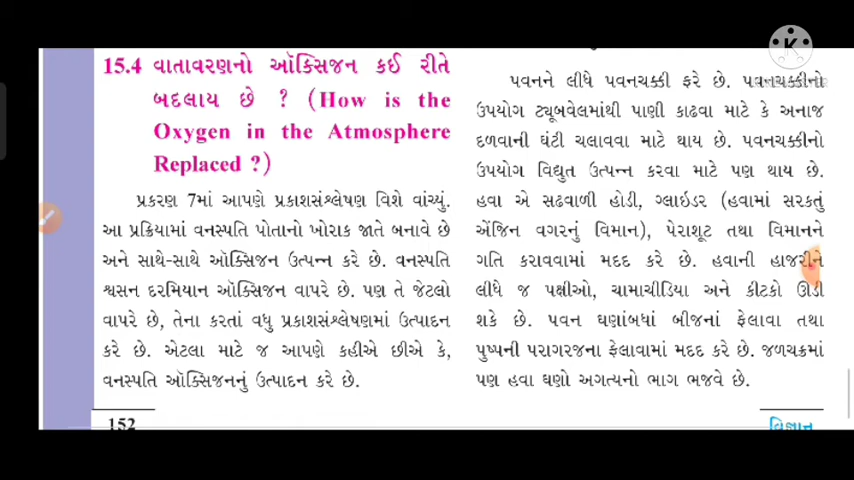 15.4 વાતાવરણનો ઑક્સિજન કઈ રીતે
બદલાય છે ? (How is the
Oxygen in the Atmosphere
Replaced ?)
પ્રકરણ 7માં આપણે પ્રકાશસંશ્લેષણ વિશે વાંચ્યું.
આ પ્રક્રિયામાં વનસ્પતિ પોતાનો ખોરાક જાતે બનાવે છે
અને સાથે-સાથે ઑક્સિજન ઉત્પન્ન કરે છે. વનસ્પતિ
શ્વસન દરમિયાન ઑક્સિજન વાપરે છે. પણ તે જેટલો
વાપરે છે, તેના કરતાં વધુ પ્રકાશસંશ્લેષણમાં ઉત્પાદન
કરે છે. એટલા માટે જ આપણે કહીએ છીએ કે,
વનસ્પતિ ઑક્સિજનનું ઉત્પાદન કરે છે.
152
પવનને લીધે પવનચક્કી ફરે છે. પવનચક્કીનો
ઉપયોગ ટ્યૂબવેલમાંથી પાણી કાઢવા માટે કે અનાજ
દળવાની ઘંટી ચલાવવા માટે થાય છે. પવનચક્કીનો
ઉપયોગ વિદ્યુત ઉત્પન્ન કરવા માટે પણ થાય છે.
હવા એ સઢવાળી હોડી, ગ્લાઇડર (હવામાં સરકતું
એંજિન વગરનું વિમાન), પેરાશૂટ તથા વિમાનને
ગતિ કરાવવામાં મદદ કરે છે. હવાની હાજરીને
લીધે જ પક્ષીઓ, ચામાચીડિયા અને કીટકો ઊડી
શકે છે. પવન ઘણાંબધાં બીજનાં ફેલાવા તથા
પુષ્પની પરાગરજના ફેલાવામાં મદદ કરે છે. જળચક્રમાં
પણ હવા ઘણો અગત્યનો ભાગ ભજવે છે.
વિજ્ઞાન
K